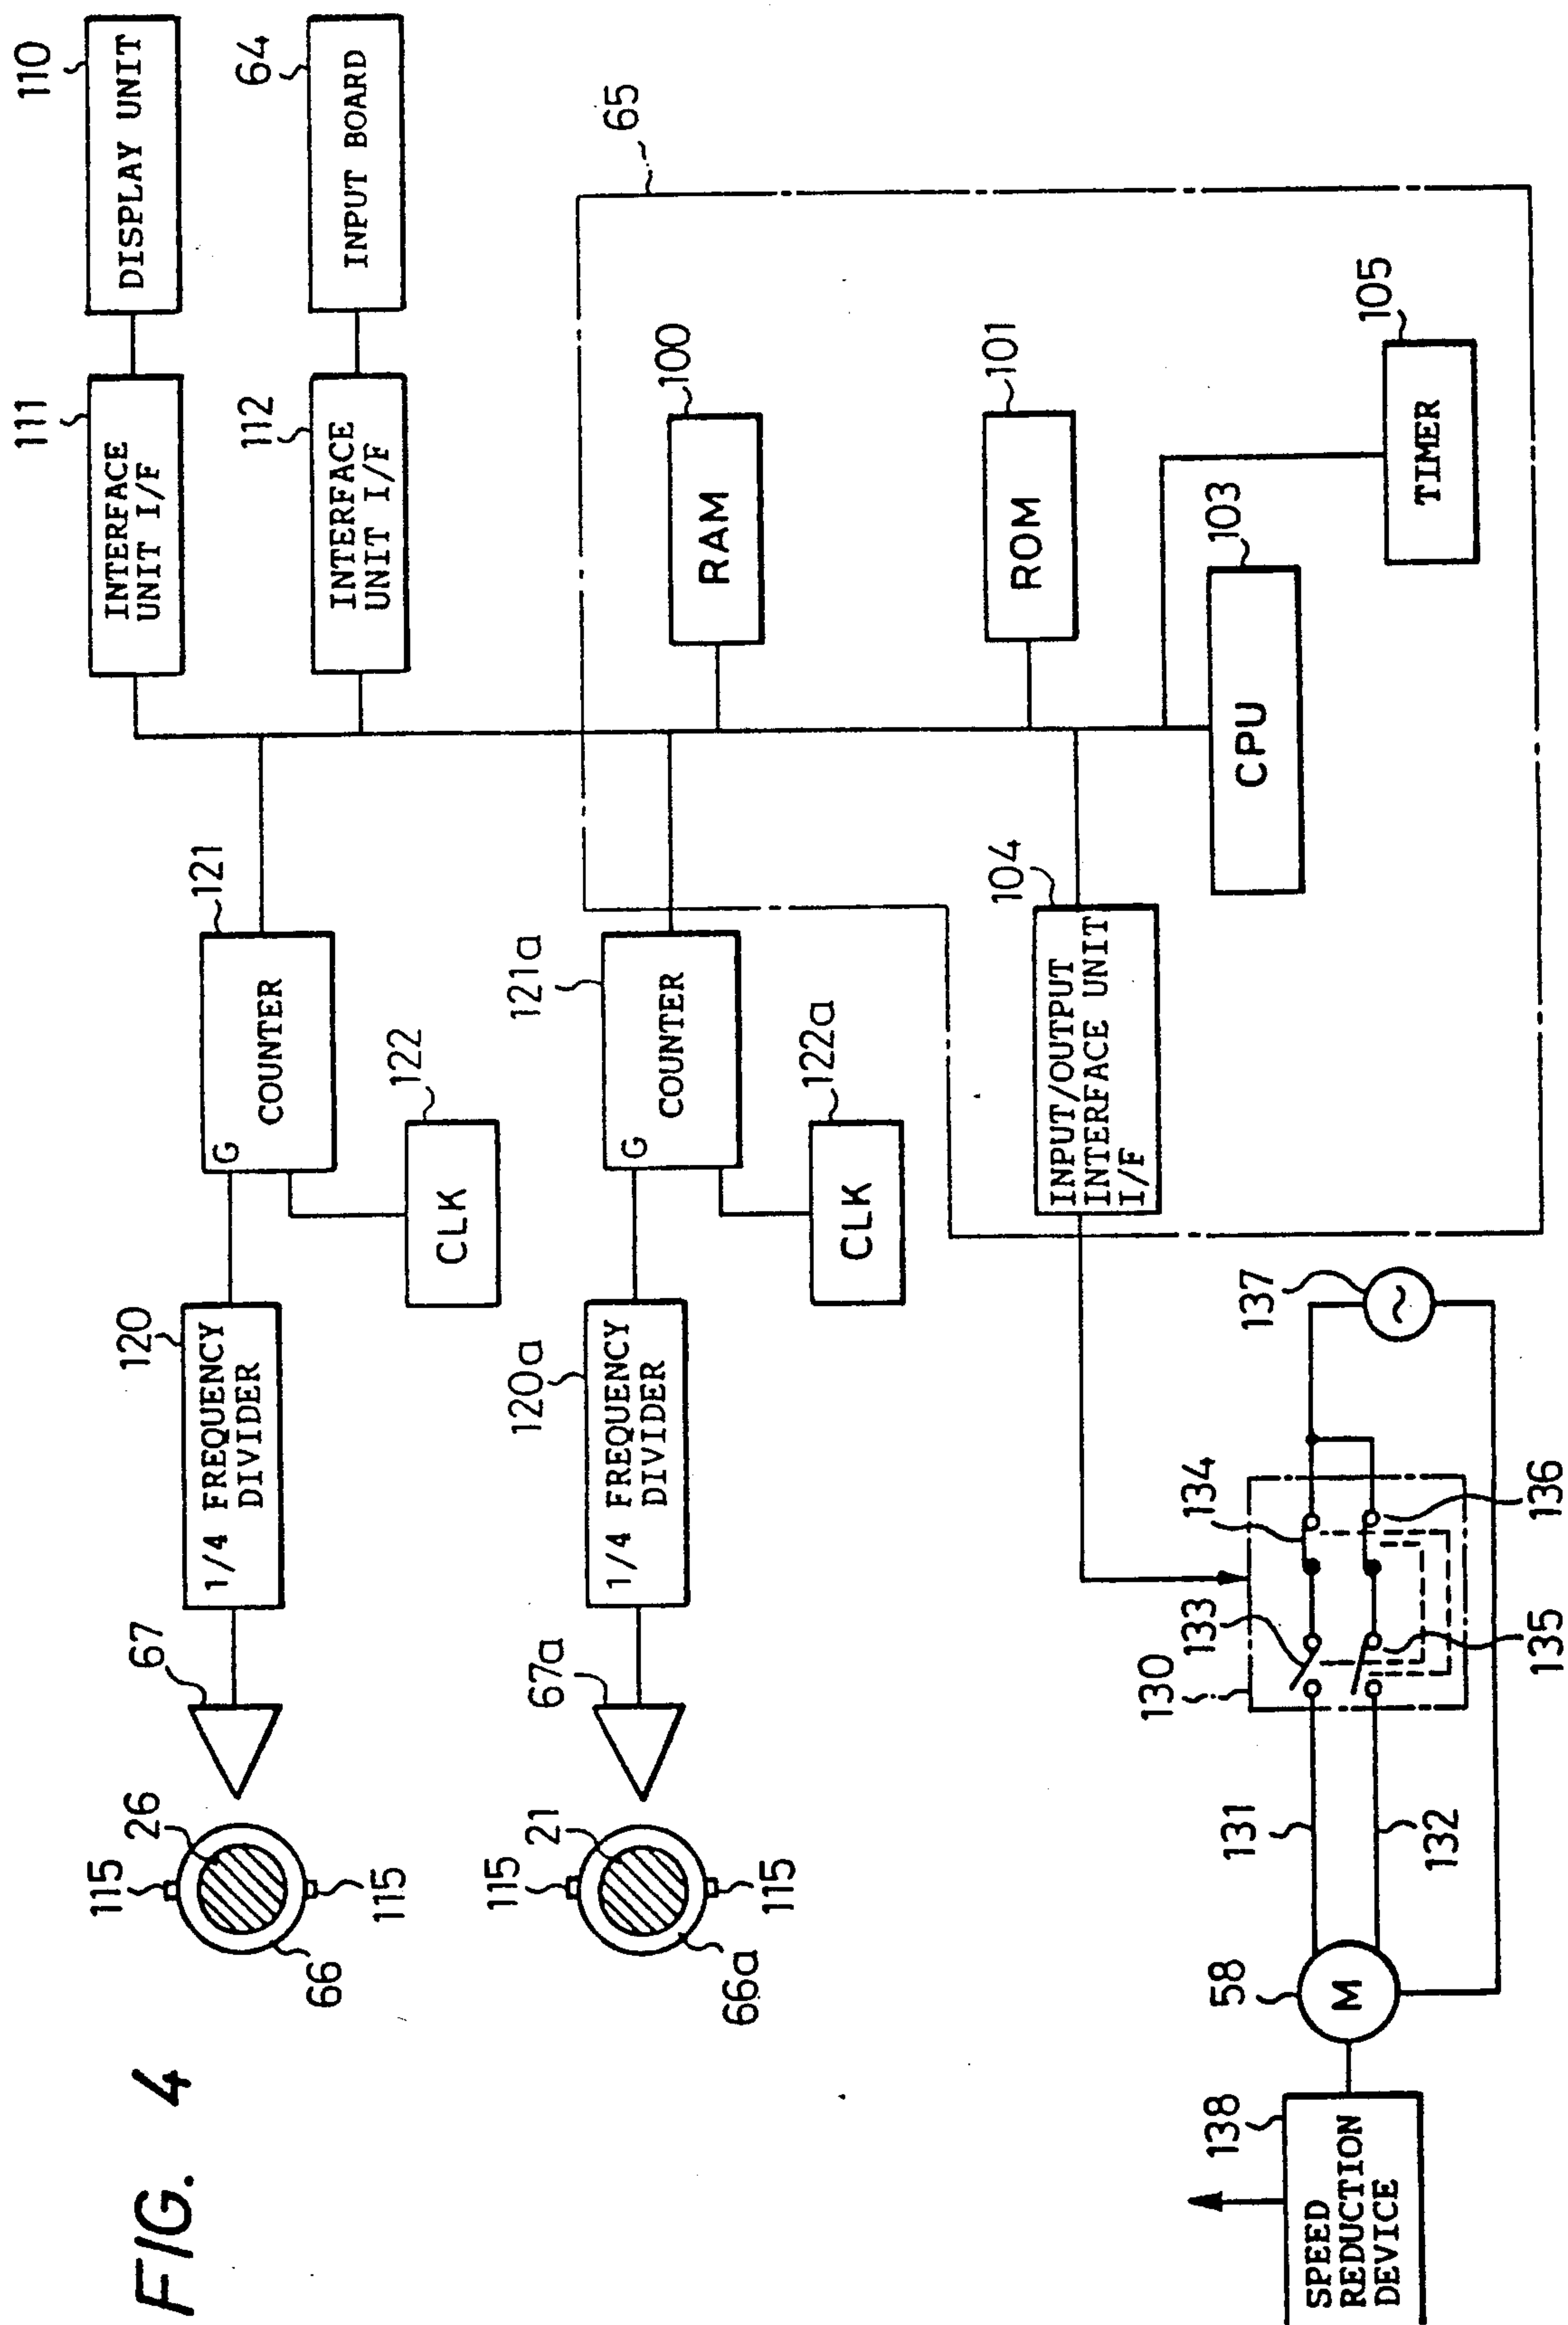 FIG. 4
110
DISPLAY UNIT
64
INPUT BOARD
111
INTERFACE
UNIT I/F
112
INTERFACE
UNIT I/F
65
100
RAM
101
ROM
103
CPU
105
TIMER
104
INPUT/OUTPUT
INTERFACE UNIT
I/F
121
G
COUNTER
122
CLK
121a
G
COUNTER
122a
CLK
120
1/4 FREQUENCY
DIVIDER
120a
1/4 FREQUENCY
DIVIDER
67
67a
115
26
115
66
115
21
115
66a
137
134
136
133
135
130
131
132
58
M
138
SPEED
REDUCTION
DEVICE